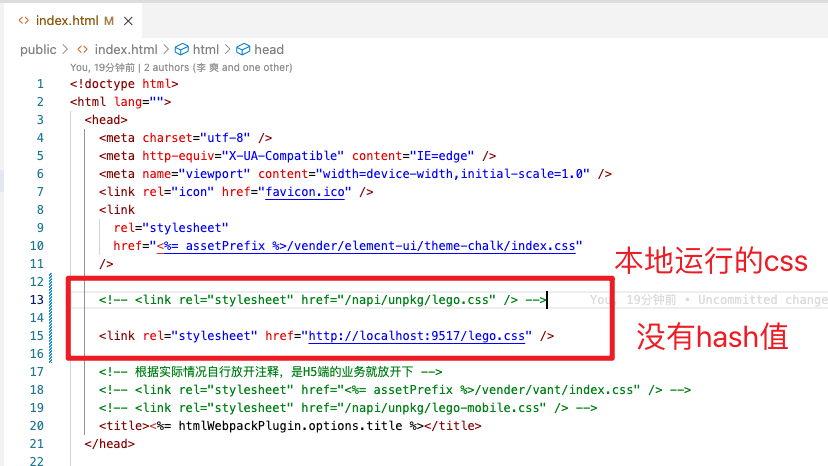 index.html M
public > index.html > html > head
You, 19分钟前 | 2 authors (李爽 and one other)
1 <!doctype html>
2 <html lang="">
3 <head>
4 <meta charset="utf-8" />
5 <meta http-equiv="X-UA-Compatible" content="IE=edge" />
6 <meta name="viewport" content="width=device-width,initial-scale=1.0" />
7 <link rel="icon" href="favicon.ico" />
8 <link
9 rel="stylesheet"
10 href="<%= assetPrefix %>/vender/element-ui/theme-chalk/index.css"
11 />
本地运行的css
12
13 <!-- <link rel="stylesheet" href="/napi/unpkg/lego.css" /> --> You, 19分钟前 • Uncommitted change
14
没有hash值
15 <link rel="stylesheet" href="http://localhost:9517/lego.css" />
16
17 <!-- 根据实际情况自行放开注释，是H5端的业务就放开下 -->
18 <!-- <link rel="stylesheet" href="<%= assetPrefix %>/vender/vant/index.css" /> -->
19 <!-- <link rel="stylesheet" href="/napi/unpkg/lego-mobile.css" /> -->
20 <title><%= htmlWebpackPlugin.options.title %></title>
21 </head>
22